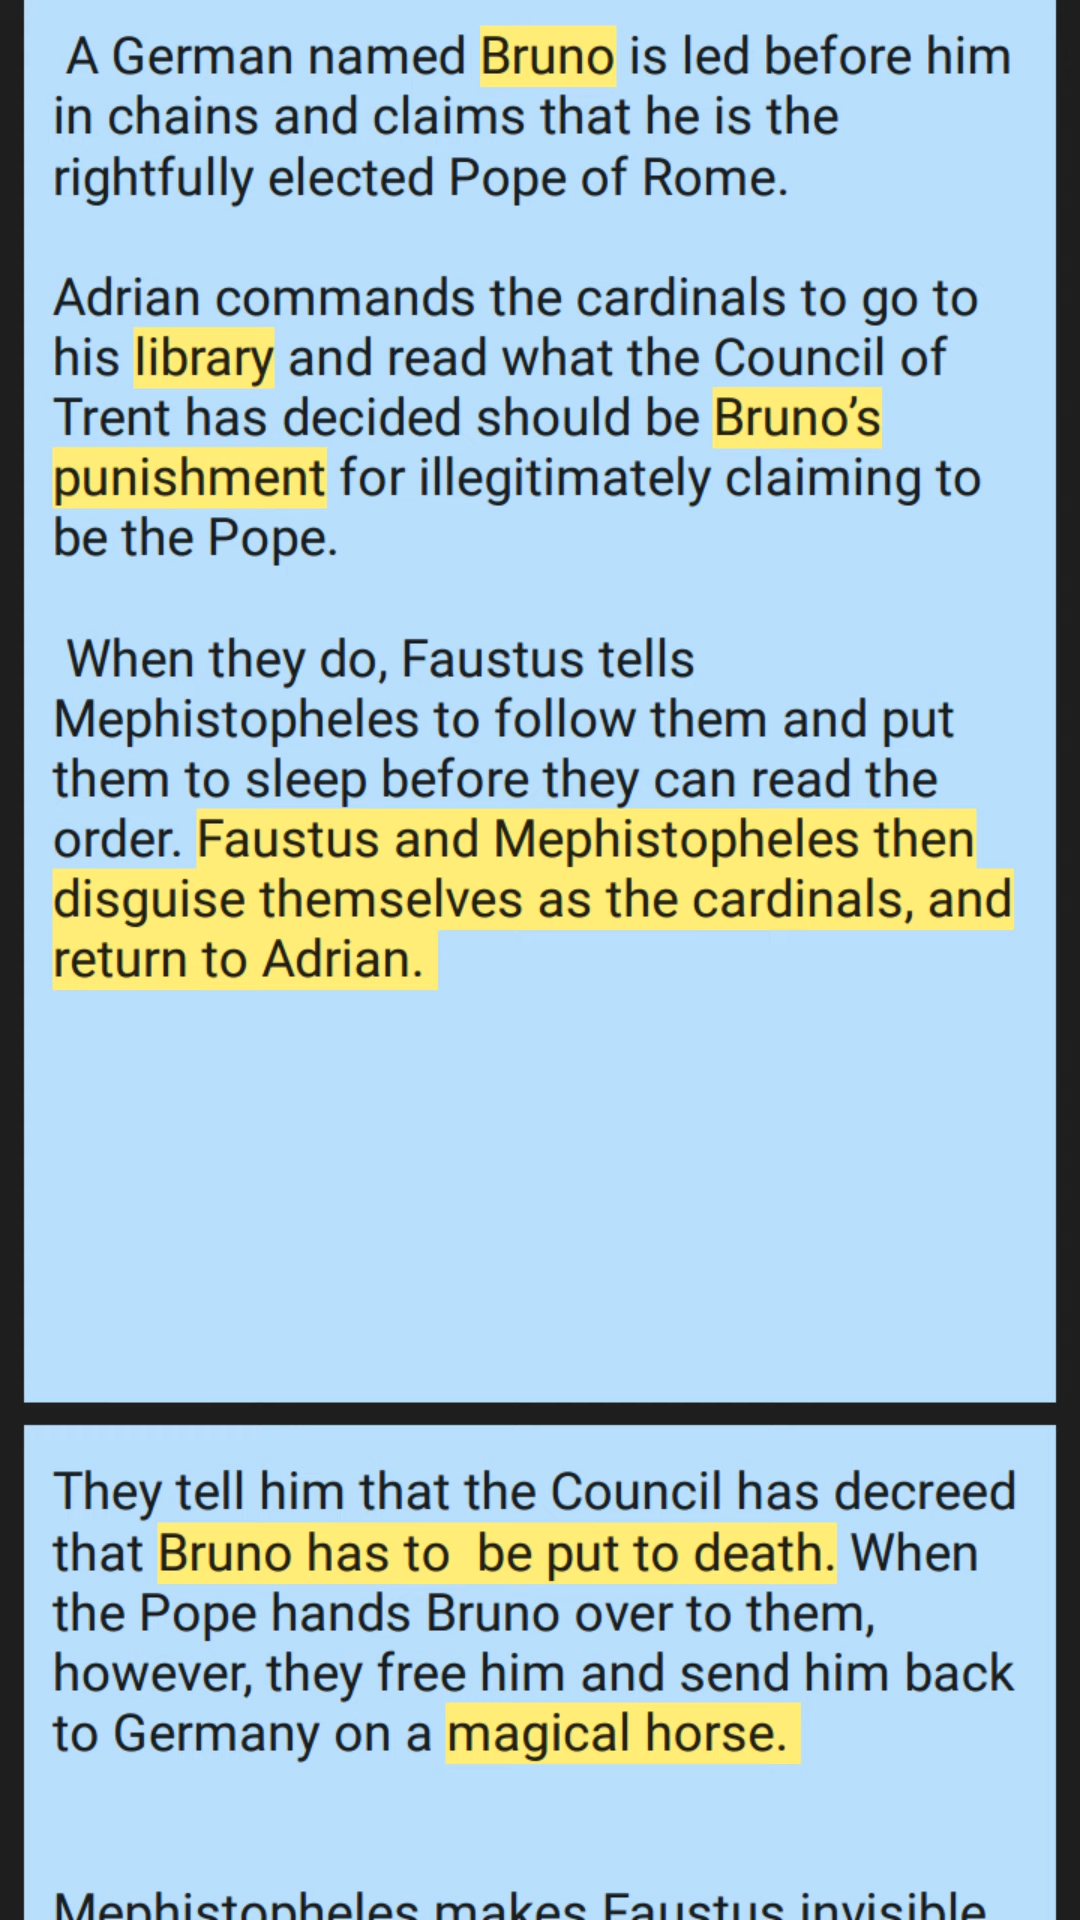 A German named Bruno is led before him
in chains and claims that he is the
rightfully elected Pope of Rome.
Adrian commands the cardinals to go to
his library and read what the Council of
Trent has decided should be Bruno’s
punishment for illegitimately claiming to
be the Pope.
When they do, Faustus tells
Mephistopheles to follow them and put
them to sleep before they can read the
order. Faustus and Mephistopheles then
disguise themselves as the cardinals, and
return to Adrian.
They tell him that the Council has decreed
that Bruno has to  be put to death. When
the Pope hands Bruno over to them,
however, they free him and send him back
to Germany on a magical horse.
Mephistopheles makes Faustus invisible